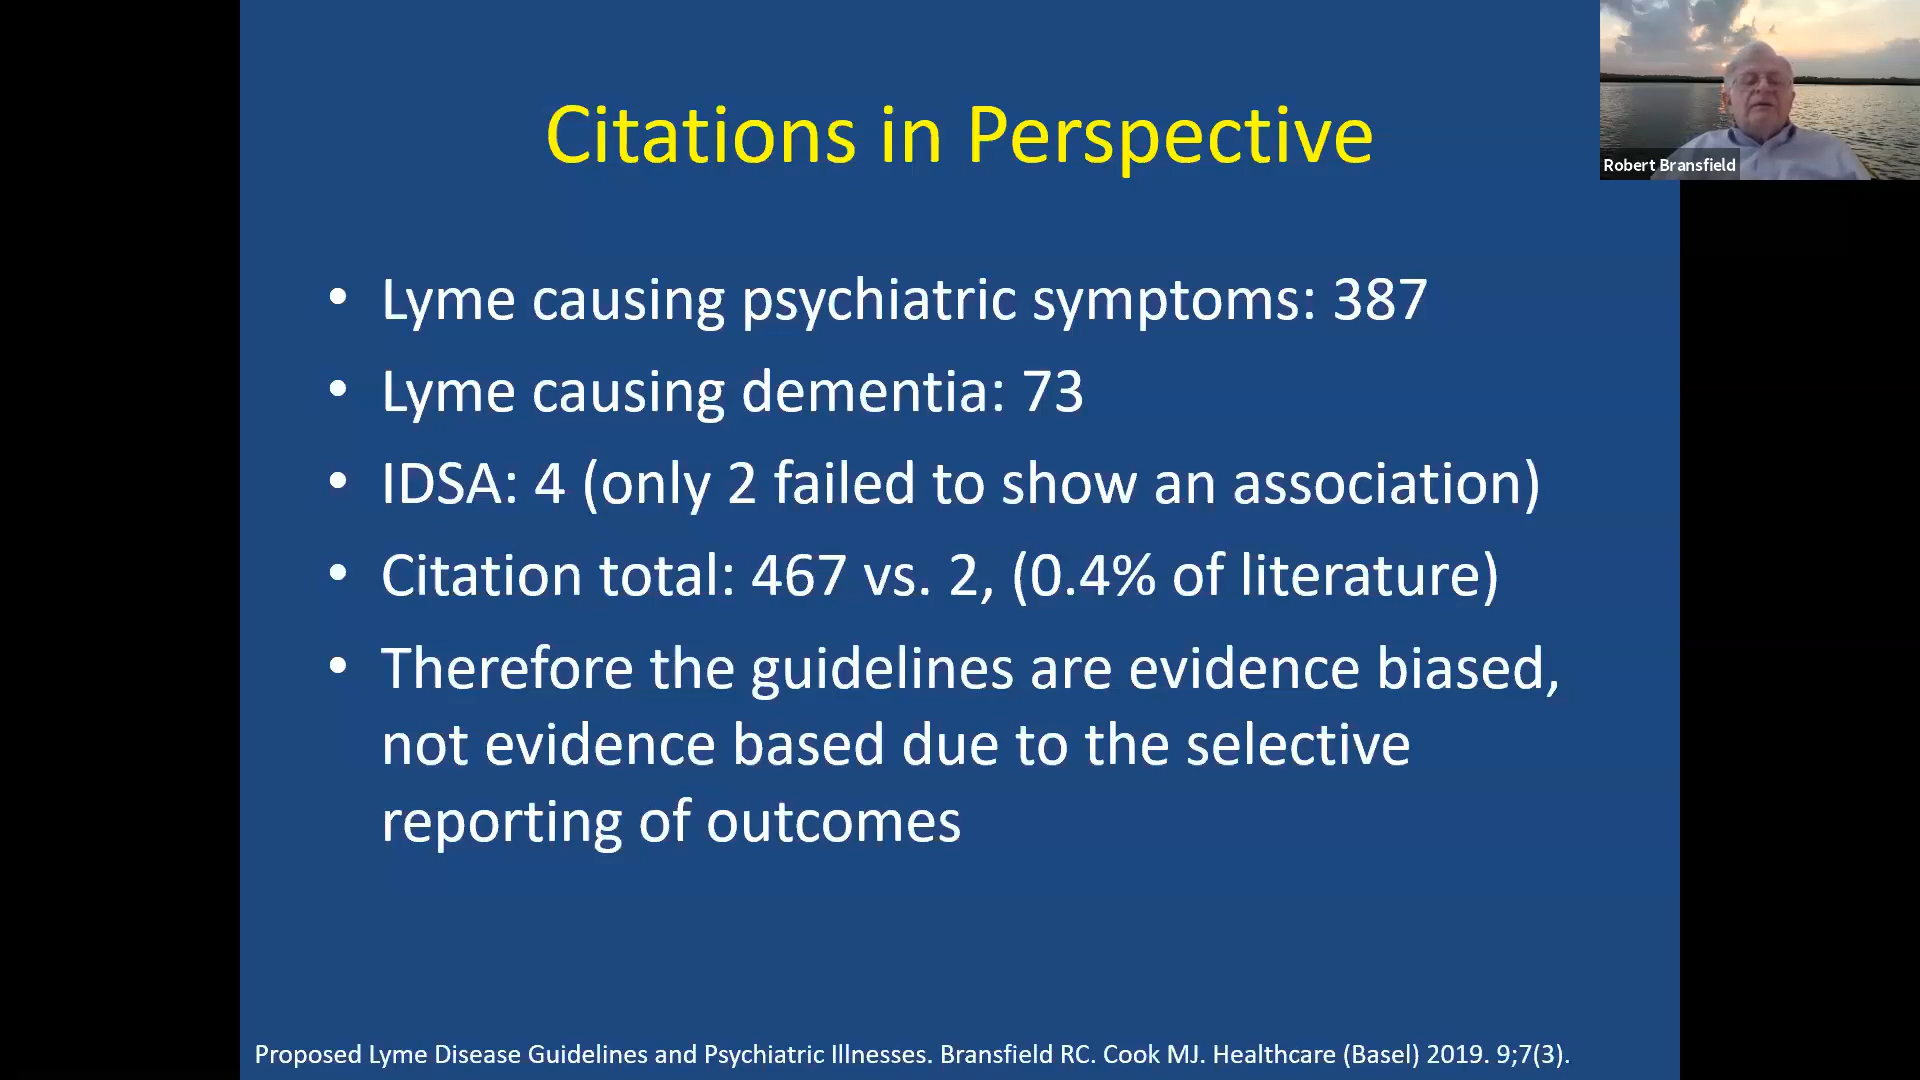 Citations in Perspective
Robert Bransfield
• Lyme causing psychiatric symptoms: 387
• Lyme causing dementia: 73
• IDSA: 4 (only 2 failed to show an association)
• Citation total: 467 vs. 2, (0.4% of literature)
• Therefore the guidelines are evidence biased,
not evidence based due to the selective
reporting of outcomes
Proposed Lyme Disease Guidelines and Psychiatric Illnesses. Bransfield RC. Cook MJ. Healthcare (Basel) 2019. 9;7(3).